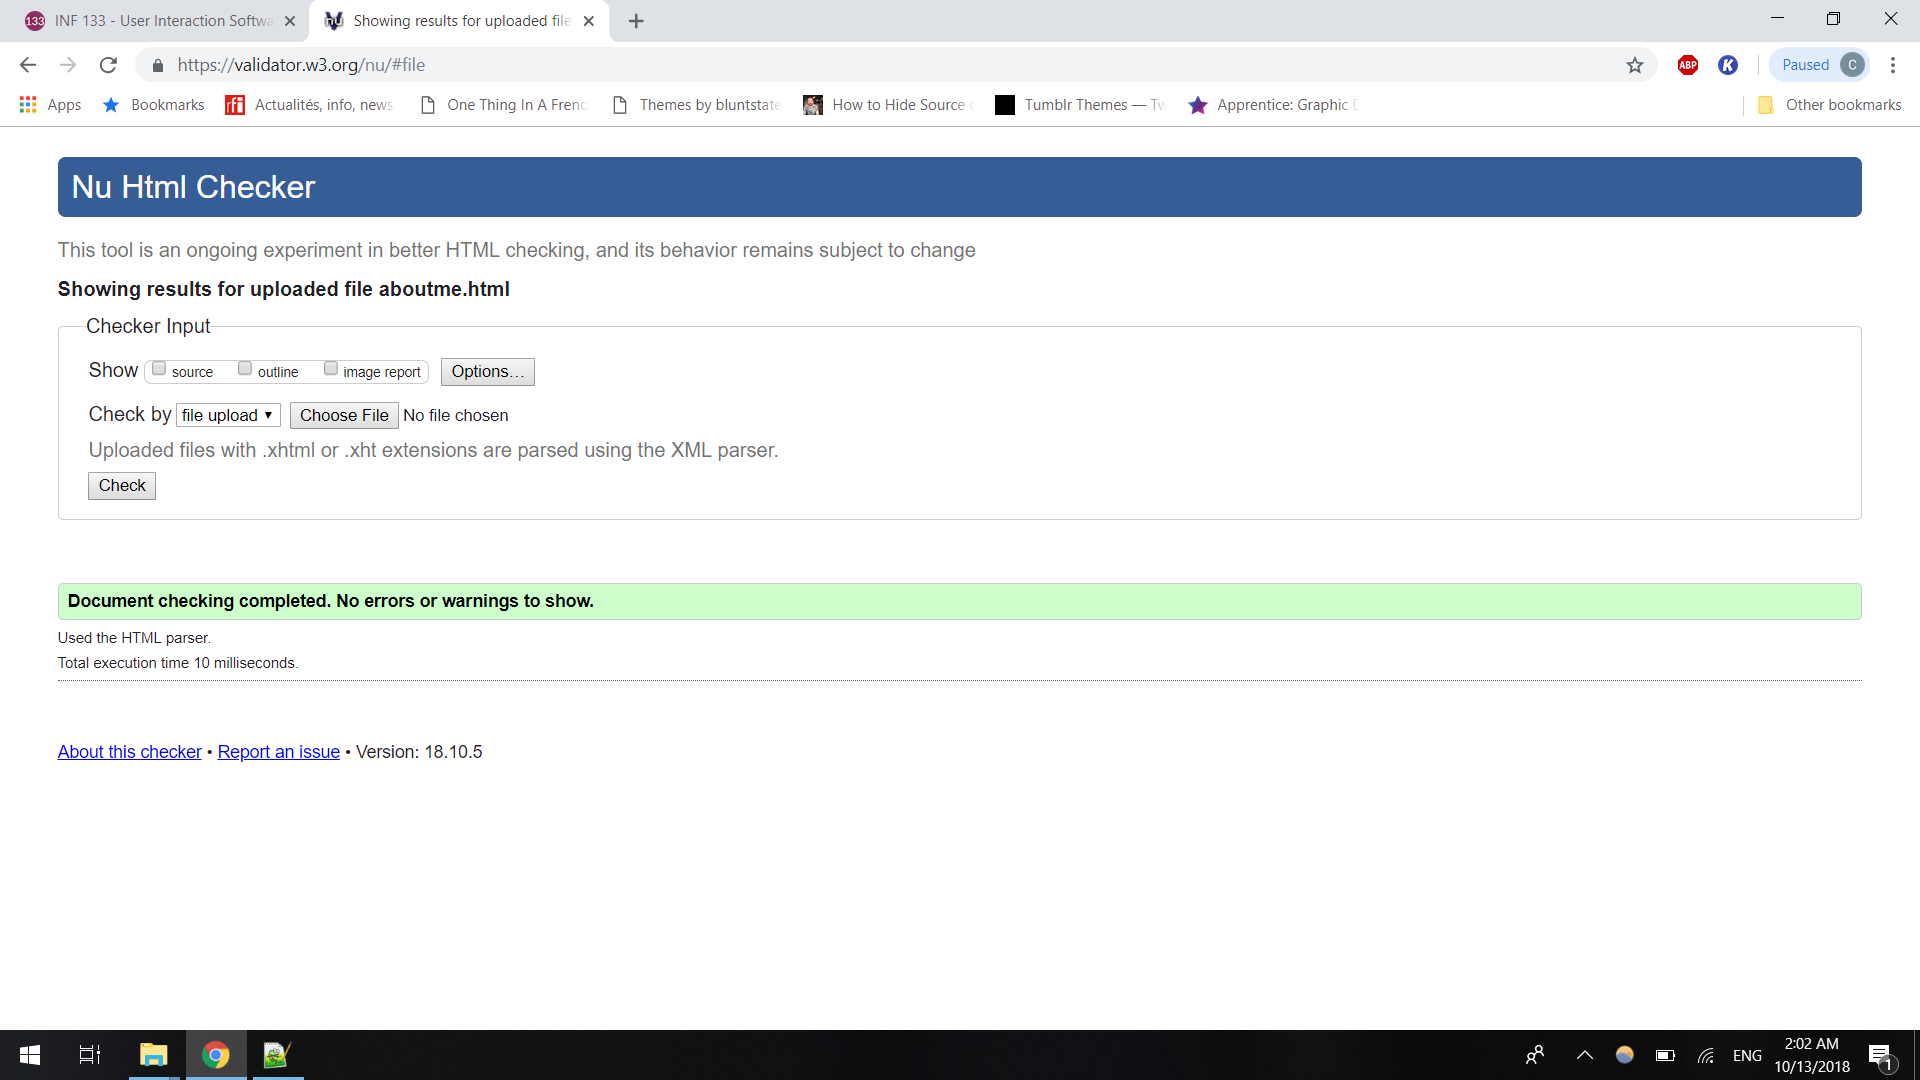 133 INF 133 - User Interaction Softwa
Showing results for uploaded file
https://validator.w3.org/nu/#file
ABP
K
Paused C
Apps
Bookmarks
rfi Actualités, info, news
One Thing In A Frenc
Themes by bluntstate
How to Hide Source
Tumblr Themes — Tw
Apprentice: Graphic
Other bookmarks
Nu Html Checker
This tool is an ongoing experiment in better HTML checking, and its behavior remains subject to change
Showing results for uploaded file aboutme.html
Checker Input
Show source outline image report Options...
Check by file upload Choose File No file chosen
Uploaded files with .xhtml or .xht extensions are parsed using the XML parser.
Check
Document checking completed. No errors or warnings to show.
Used the HTML parser.
Total execution time 10 milliseconds.
About this checker • Report an issue • Version: 18.10.5
ENG
2:02 AM
10/13/2018
1